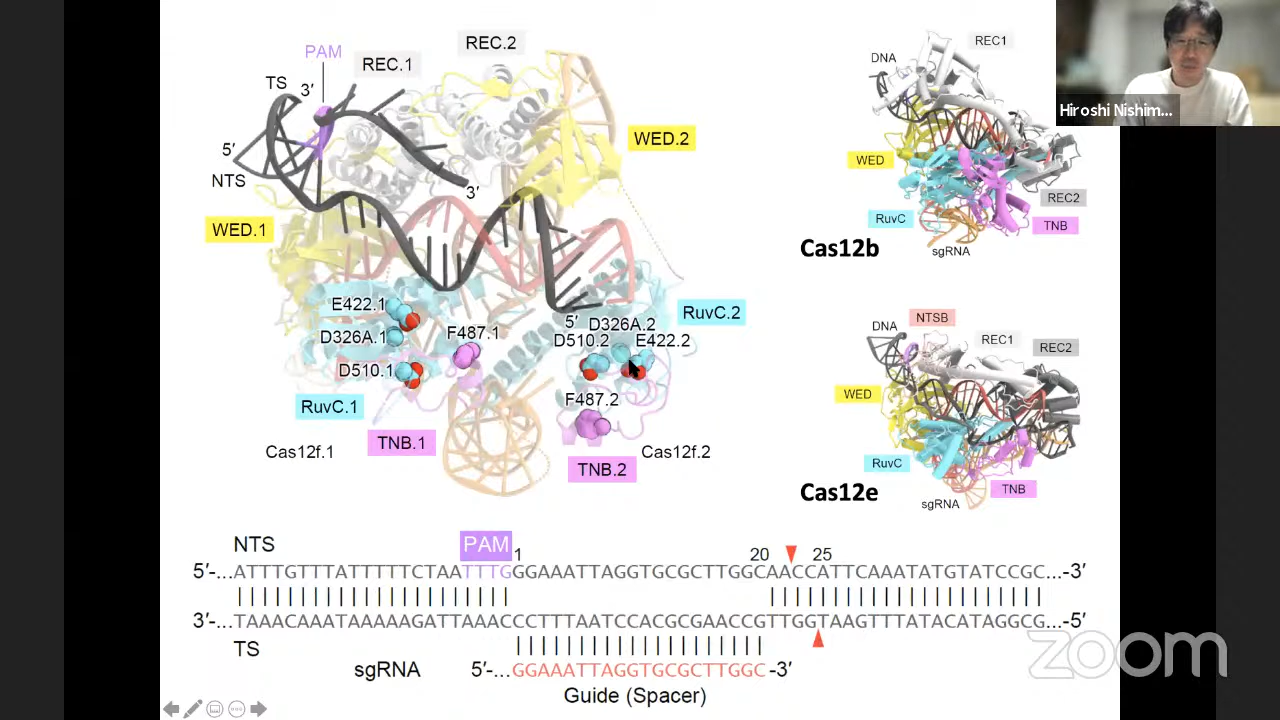 PAM
REC.1
REC.2
TS
3′
5′
NTS
WED.1
WED.2
3′
E422.1
D326A.1
D510.1
F487.1
5′
D326A.2
D510.2
E422.2
F487.2
RuvC.2
RuvC.1
TNB.1
TNB.2
Cas12f.1
Cas12f.2
DNA
REC1
WED
REC2
RuvC
TNB
sgRNA
Cas12b
NTSB
DNA
REC1
REC2
WED
RuvC
TNB
sgRNA
Cas12e
Hiroshi Nishim...
NTS
PAM
1
20
25
5′-...ATTTGTTTATTTTTCTAATTTGGGAAATTAGGTGCGCTTGGCAACCATTCAAATATGTATCCGC...-3′
3′-...TAAACAAATAAAAAGATTAAACCCTTTAATCCACGCGAACCGTTGGTAAGTTTATACATAGGCG...-5′
TS
sgRNA
5′-...GGAAATTAGGTGCGCTTGGC-3′
Guide (Spacer)
zoom